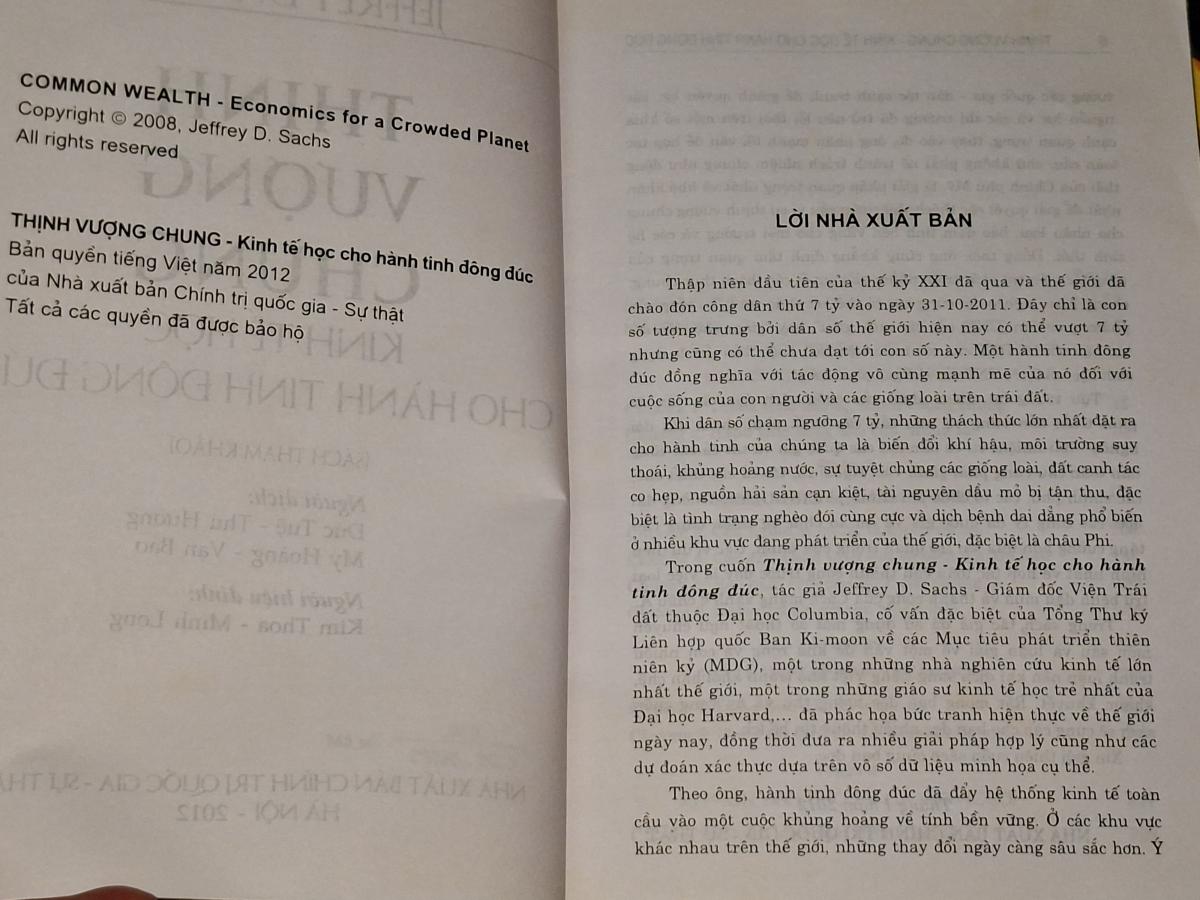 COMMON WEALTH - Economics for a Crowded Planet
Copyright © 2008, Jeffrey D. Sachs
All rights reserved
THỊNH VƯỢNG CHUNG - Kinh tế học cho hành tinh đông đúc
Bản quyền tiếng Việt năm 2012
của Nhà xuất bản Chính trị quốc gia - Sự thật
Tất cả các quyền đã được bảo hộ
LỜI NHÀ XUẤT BẢN
Thập niên đầu tiên của thế kỷ XXI đã qua và thế giới đã
chào đón công dân thứ 7 tỷ vào ngày 31-10-2011. Đây chỉ là con
số tượng trưng bởi dân số thế giới hiện nay có thể vượt 7 tỷ
nhưng cũng có thể chưa đạt tới con số này. Một hành tinh đông
đúc đồng nghĩa với tác động vô cùng mạnh mẽ của nó đối với
cuộc sống của con người và các giống loài trên trái đất.
Khi dân số chạm ngưỡng 7 tỷ, những thách thức lớn nhất đặt ra
cho hành tinh của chúng ta là biến đổi khí hậu, môi trường suy
thoái, khủng hoảng nước, sự tuyệt chủng các giống loài, đất canh tác
co hẹp, nguồn hải sản cạn kiệt, tài nguyên dầu mỏ bị tận thu, đặc
biệt là tình trạng nghèo đói cùng cực và dịch bệnh dai dẳng phổ biến
ở nhiều khu vực đang phát triển của thế giới, đặc biệt là châu Phi.
Trong cuốn Thịnh vượng chung - Kinh tế học cho hành
tinh đông đúc, tác giả Jeffrey D. Sachs - Giám đốc Viện Trái
đất thuộc Đại học Columbia, cố vấn đặc biệt của Tổng Thư ký
Liên hợp quốc Ban Ki-moon về các Mục tiêu phát triển thiên
niên kỷ (MDG), một trong những nhà nghiên cứu kinh tế lớn
nhất thế giới, một trong những giáo sư kinh tế học trẻ nhất của
Đại học Harvard,... đã phác họa bức tranh hiện thực về thế giới
ngày nay, đồng thời đưa ra nhiều giải pháp hợp lý cũng như các
dự đoán xác thực dựa trên vô số dữ liệu minh họa cụ thể.
Theo ông, hành tinh đông đúc đã đẩy hệ thống kinh tế toàn
cầu vào một cuộc khủng hoảng về tính bền vững. Ở các khu vực
khác nhau trên thế giới, những thay đổi ngày càng sâu sắc hơn. Ý